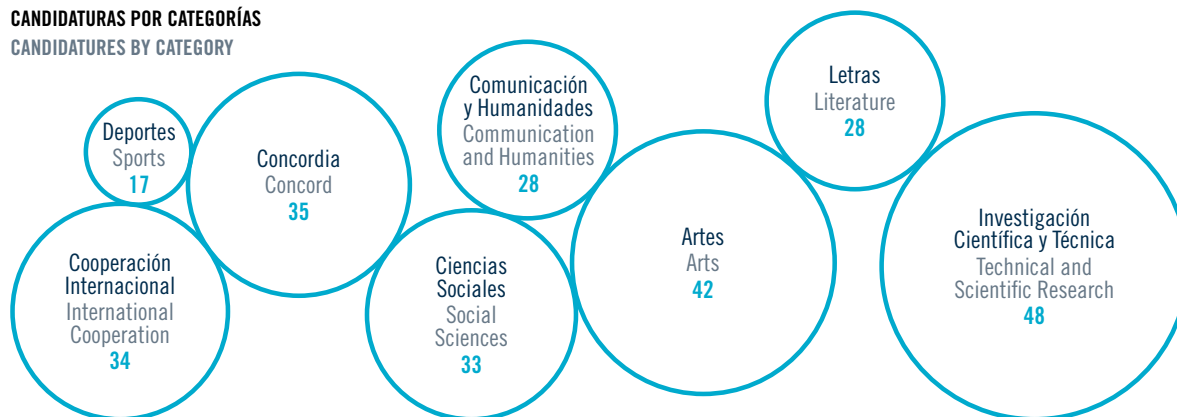 CANDIDATURAS POR CATEGORÍAS
CANDIDATURES BY CATEGORY
Deportes
Sports
17
Concordia
Concord
35
Comunicación
y Humanidades
Communication
and Humanities
28
Letras
Literature
28
Cooperación
Internacional
International
Cooperation
34
Ciencias
Sociales
Social
Sciences
33
Artes
Arts
42
Investigación
Científica y Técnica
Technical and
Scientific Research
48